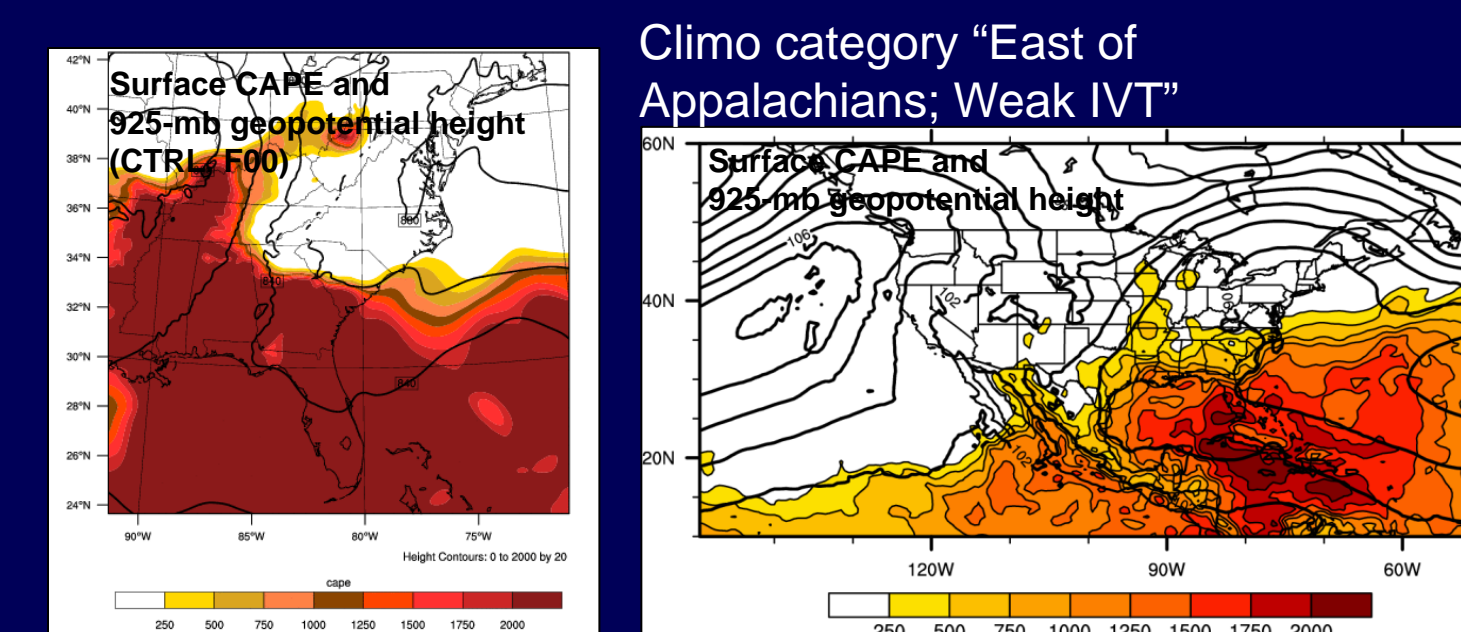 Climo category “East of
Appalachians; Weak IVT”
Surface CAPE and
925-mb geopotential height
(CTRL, F00)
42°N
40°N
38°N
36°N
34°N
32°N
30°N
28°N
26°N
24°N
880
840
840
90°W 85°W 80°W 75°W
Height Contours: 0 to 2000 by 20
cape
250 500 750 1000 1250 1500 1750 2000
Surface CAPE and
925-mb geopotential height
60N
40N
20N
106
102
90
102
120W 90W 60W
250 500 750 1000 1250 1500 1750 2000